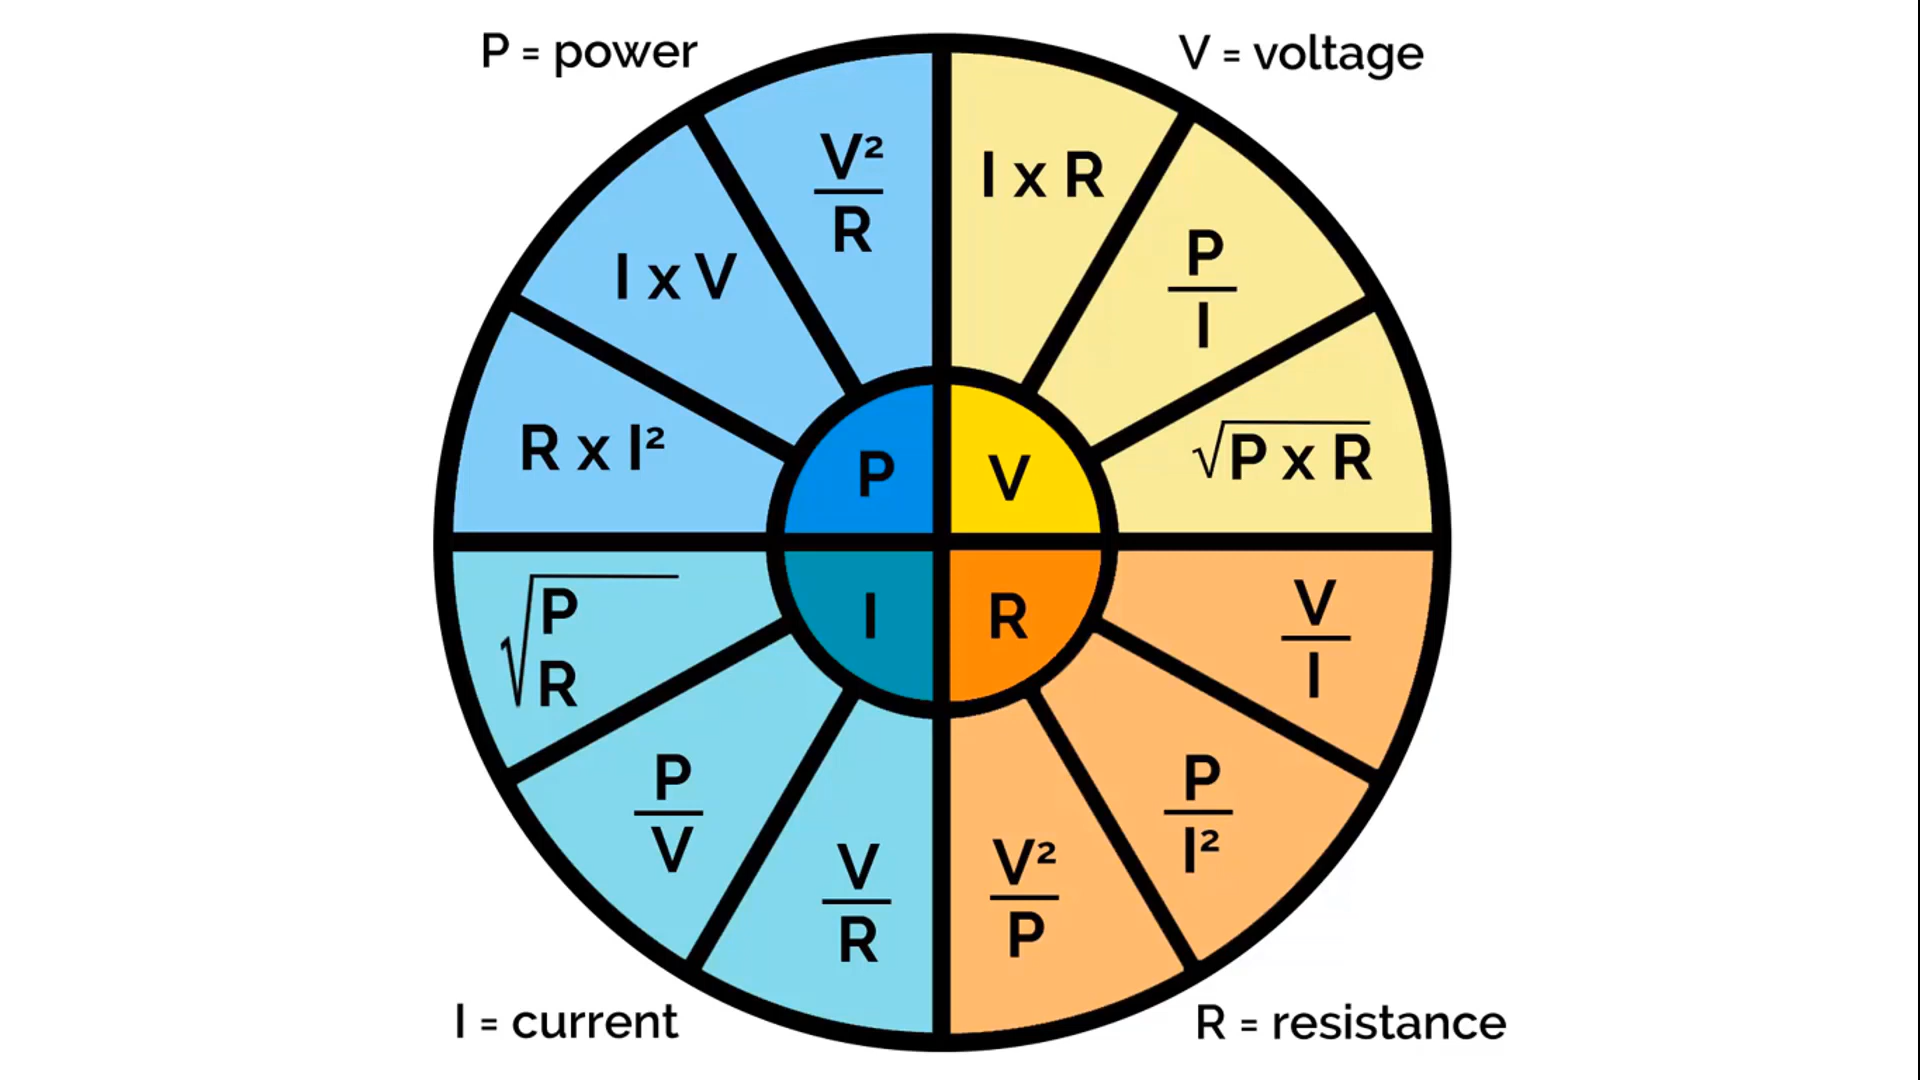 P = power
V = voltage
V²
R
I x R
I x V
P
I
R x I²
√P x R
P
V
I
R
√P
R
V
I
P
V
P
I²
V
R
V²
P
I = current
R = resistance